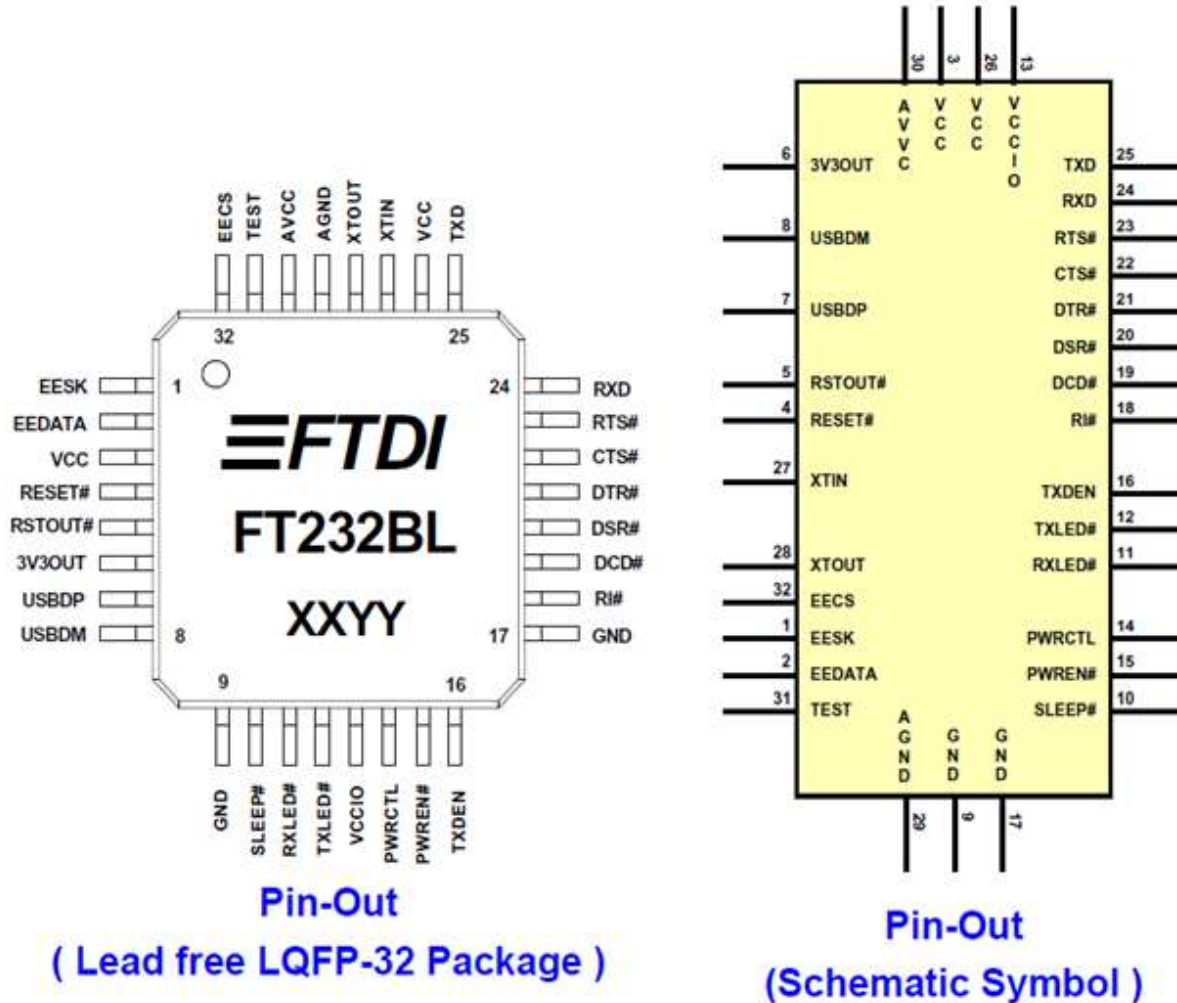 EECS
TEST
AVCC
AGND
XTOUT
XTIN
VCC
TXD
32
25
EESK
1
24
RXD
EEDATA
RTS#
VCC
CTS#
RESET#
DTR#
RSTOUT#
DSR#
3V3OUT
DCD#
USBDP
RI#
USBDM
8
17
GND
FTDI
FT232BL
XXYY
9
16
GND
SLEEP#
RXLED#
TXLED#
VCCIO
PWRCTL
PWREN#
TXDEN
Pin-Out
( Lead free LQFP-32 Package )
30
3
26
13
AVVC
VCC
VCC
VCCIO
6 3V3OUT
8 USBDM
7 USBDP
5 RSTOUT#
4 RESET#
27 XTIN
28 XTOUT
32 EECS
1 EESK
2 EEDATA
31 TEST
TXD 25
RXD 24
RTS# 23
CTS# 22
DTR# 21
DSR# 20
DCD# 19
RI# 18
TXDEN 16
TXLED# 12
RXLED# 11
PWRCTL 14
PWREN# 15
SLEEP# 10
AGND
GND
GND
29
9
17
Pin-Out
(Schematic Symbol )